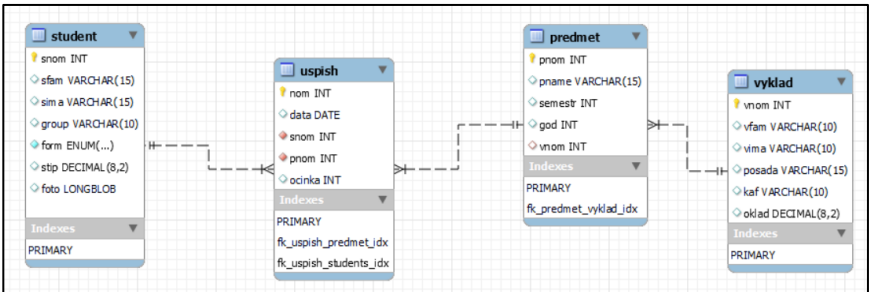 student
snom INT
sfam VARCHAR(15)
sima VARCHAR(15)
group VARCHAR(10)
form ENUM(...)
stip DECIMAL(8,2)
foto LONGBLOB
Indexes
PRIMARY
uspish
nom INT
data DATE
snom INT
pnom INT
ocinka INT
Indexes
PRIMARY
fk_uspish_predmet_idx
fk_uspish_students_idx
predmet
pnom INT
pname VARCHAR(15)
semestr INT
god INT
vnom INT
Indexes
PRIMARY
fk_predmet_vyklad_idx
vyklad
vnom INT
vfam VARCHAR(10)
vima VARCHAR(10)
posada VARCHAR(15)
kaf VARCHAR(10)
oklad DECIMAL(8,2)
Indexes
PRIMARY